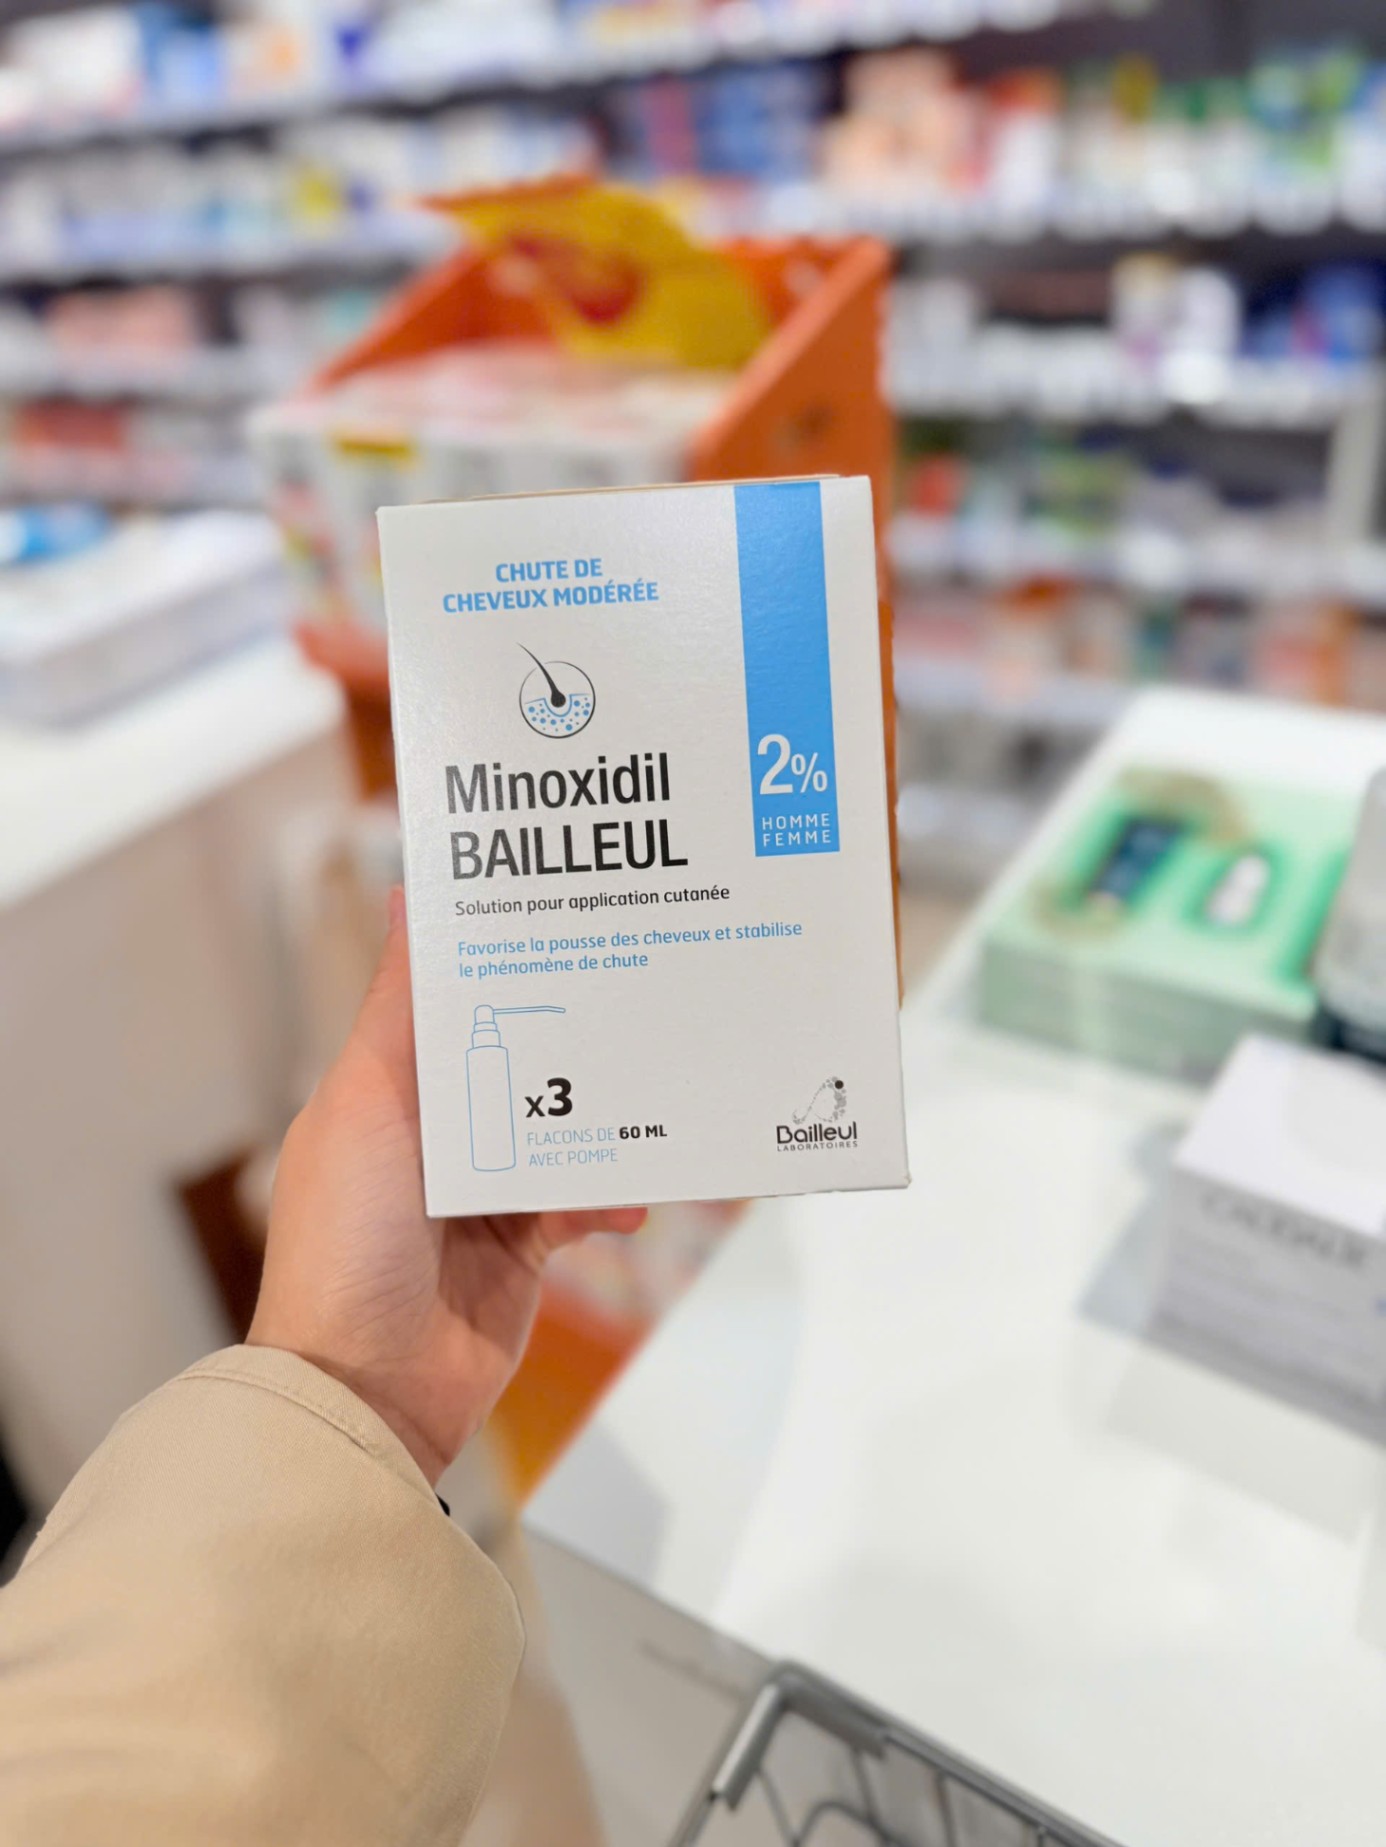 CHUTE DE
CHEVEUX MODÉRÉE
Minoxidil
BAILLEUL
2%
HOMME
FEMME
Solution pour application cutanée
Favorise la pousse des cheveux et stabilise
le phénomène de chute
x3
FLACONS DE 60 ML
AVEC POMPE
Bailleul
LABORATOIRES